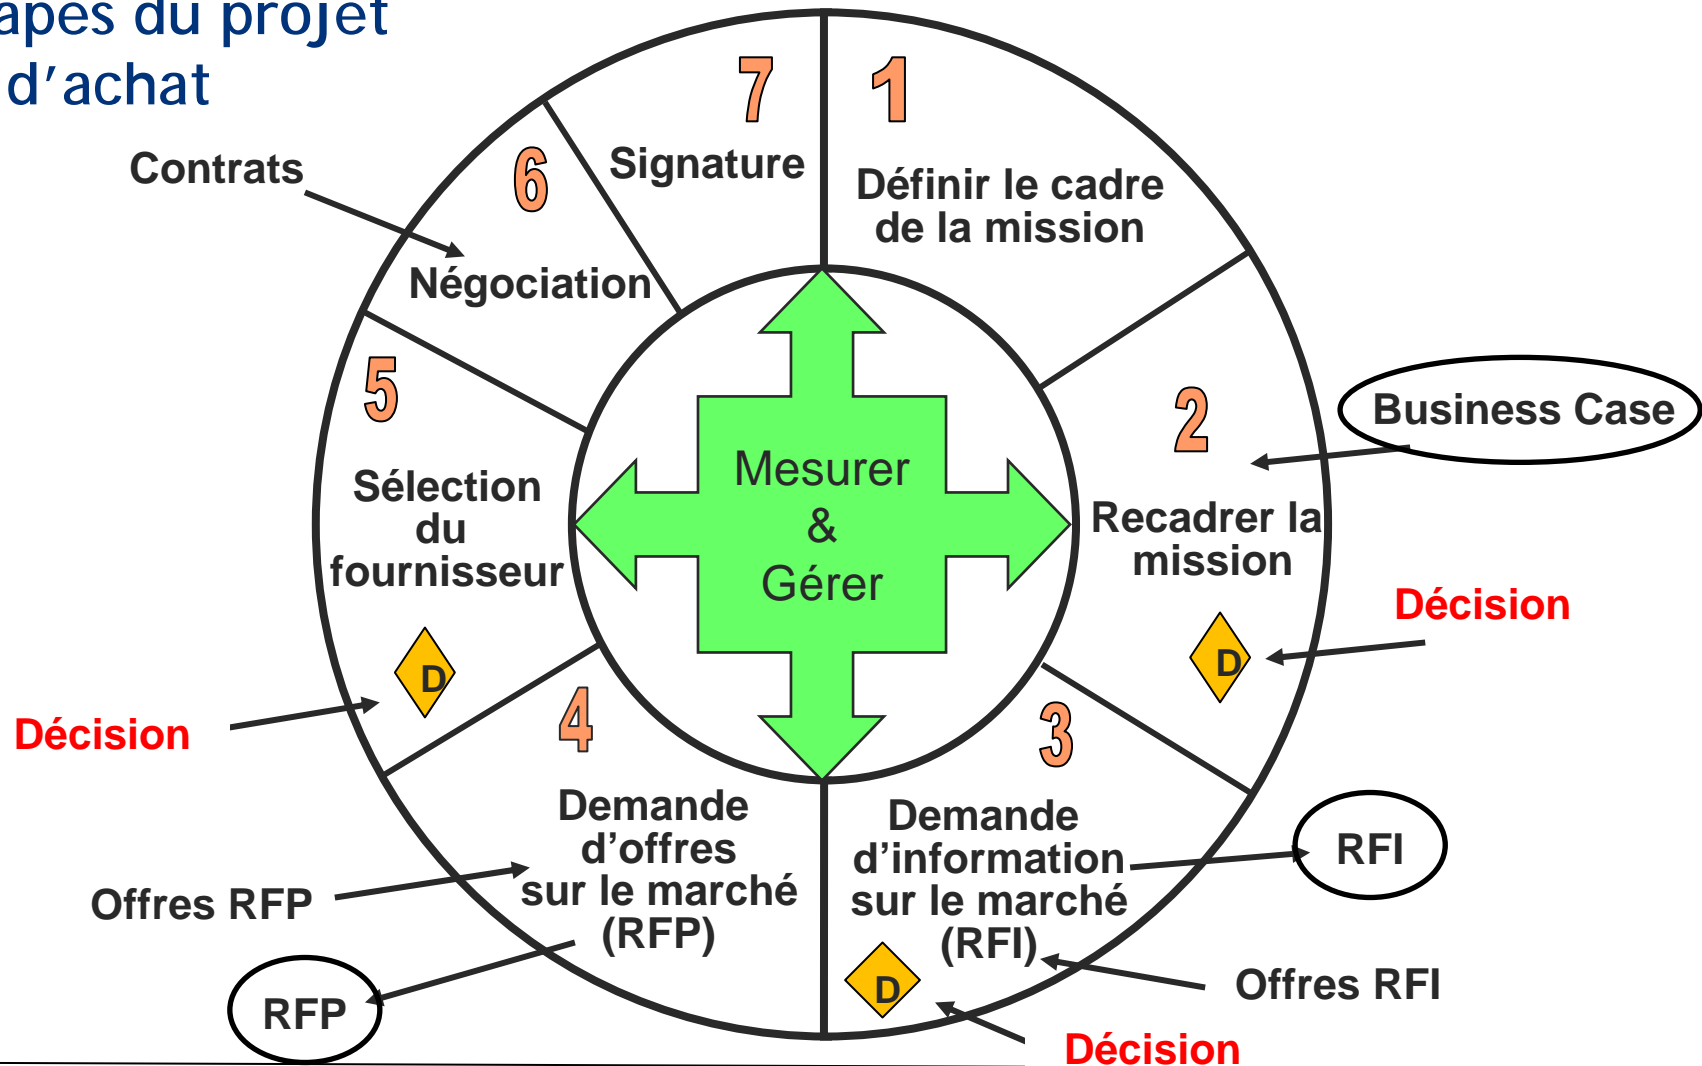 apes du projet
d’achat
7
1
Contrats
6
Signature
Définir le cadre
de la mission
Négociation
5
2
Business Case
Mesurer
&
Gérer
Sélection
du
fournisseur
Recadrer la
mission
Décision
D
D
4
3
Décision
Demande
d’offres
sur le marché
(RFP)
Demande
d’information
sur le marché
(RFI)
RFI
Offres RFP
D
Offres RFI
RFP
Décision